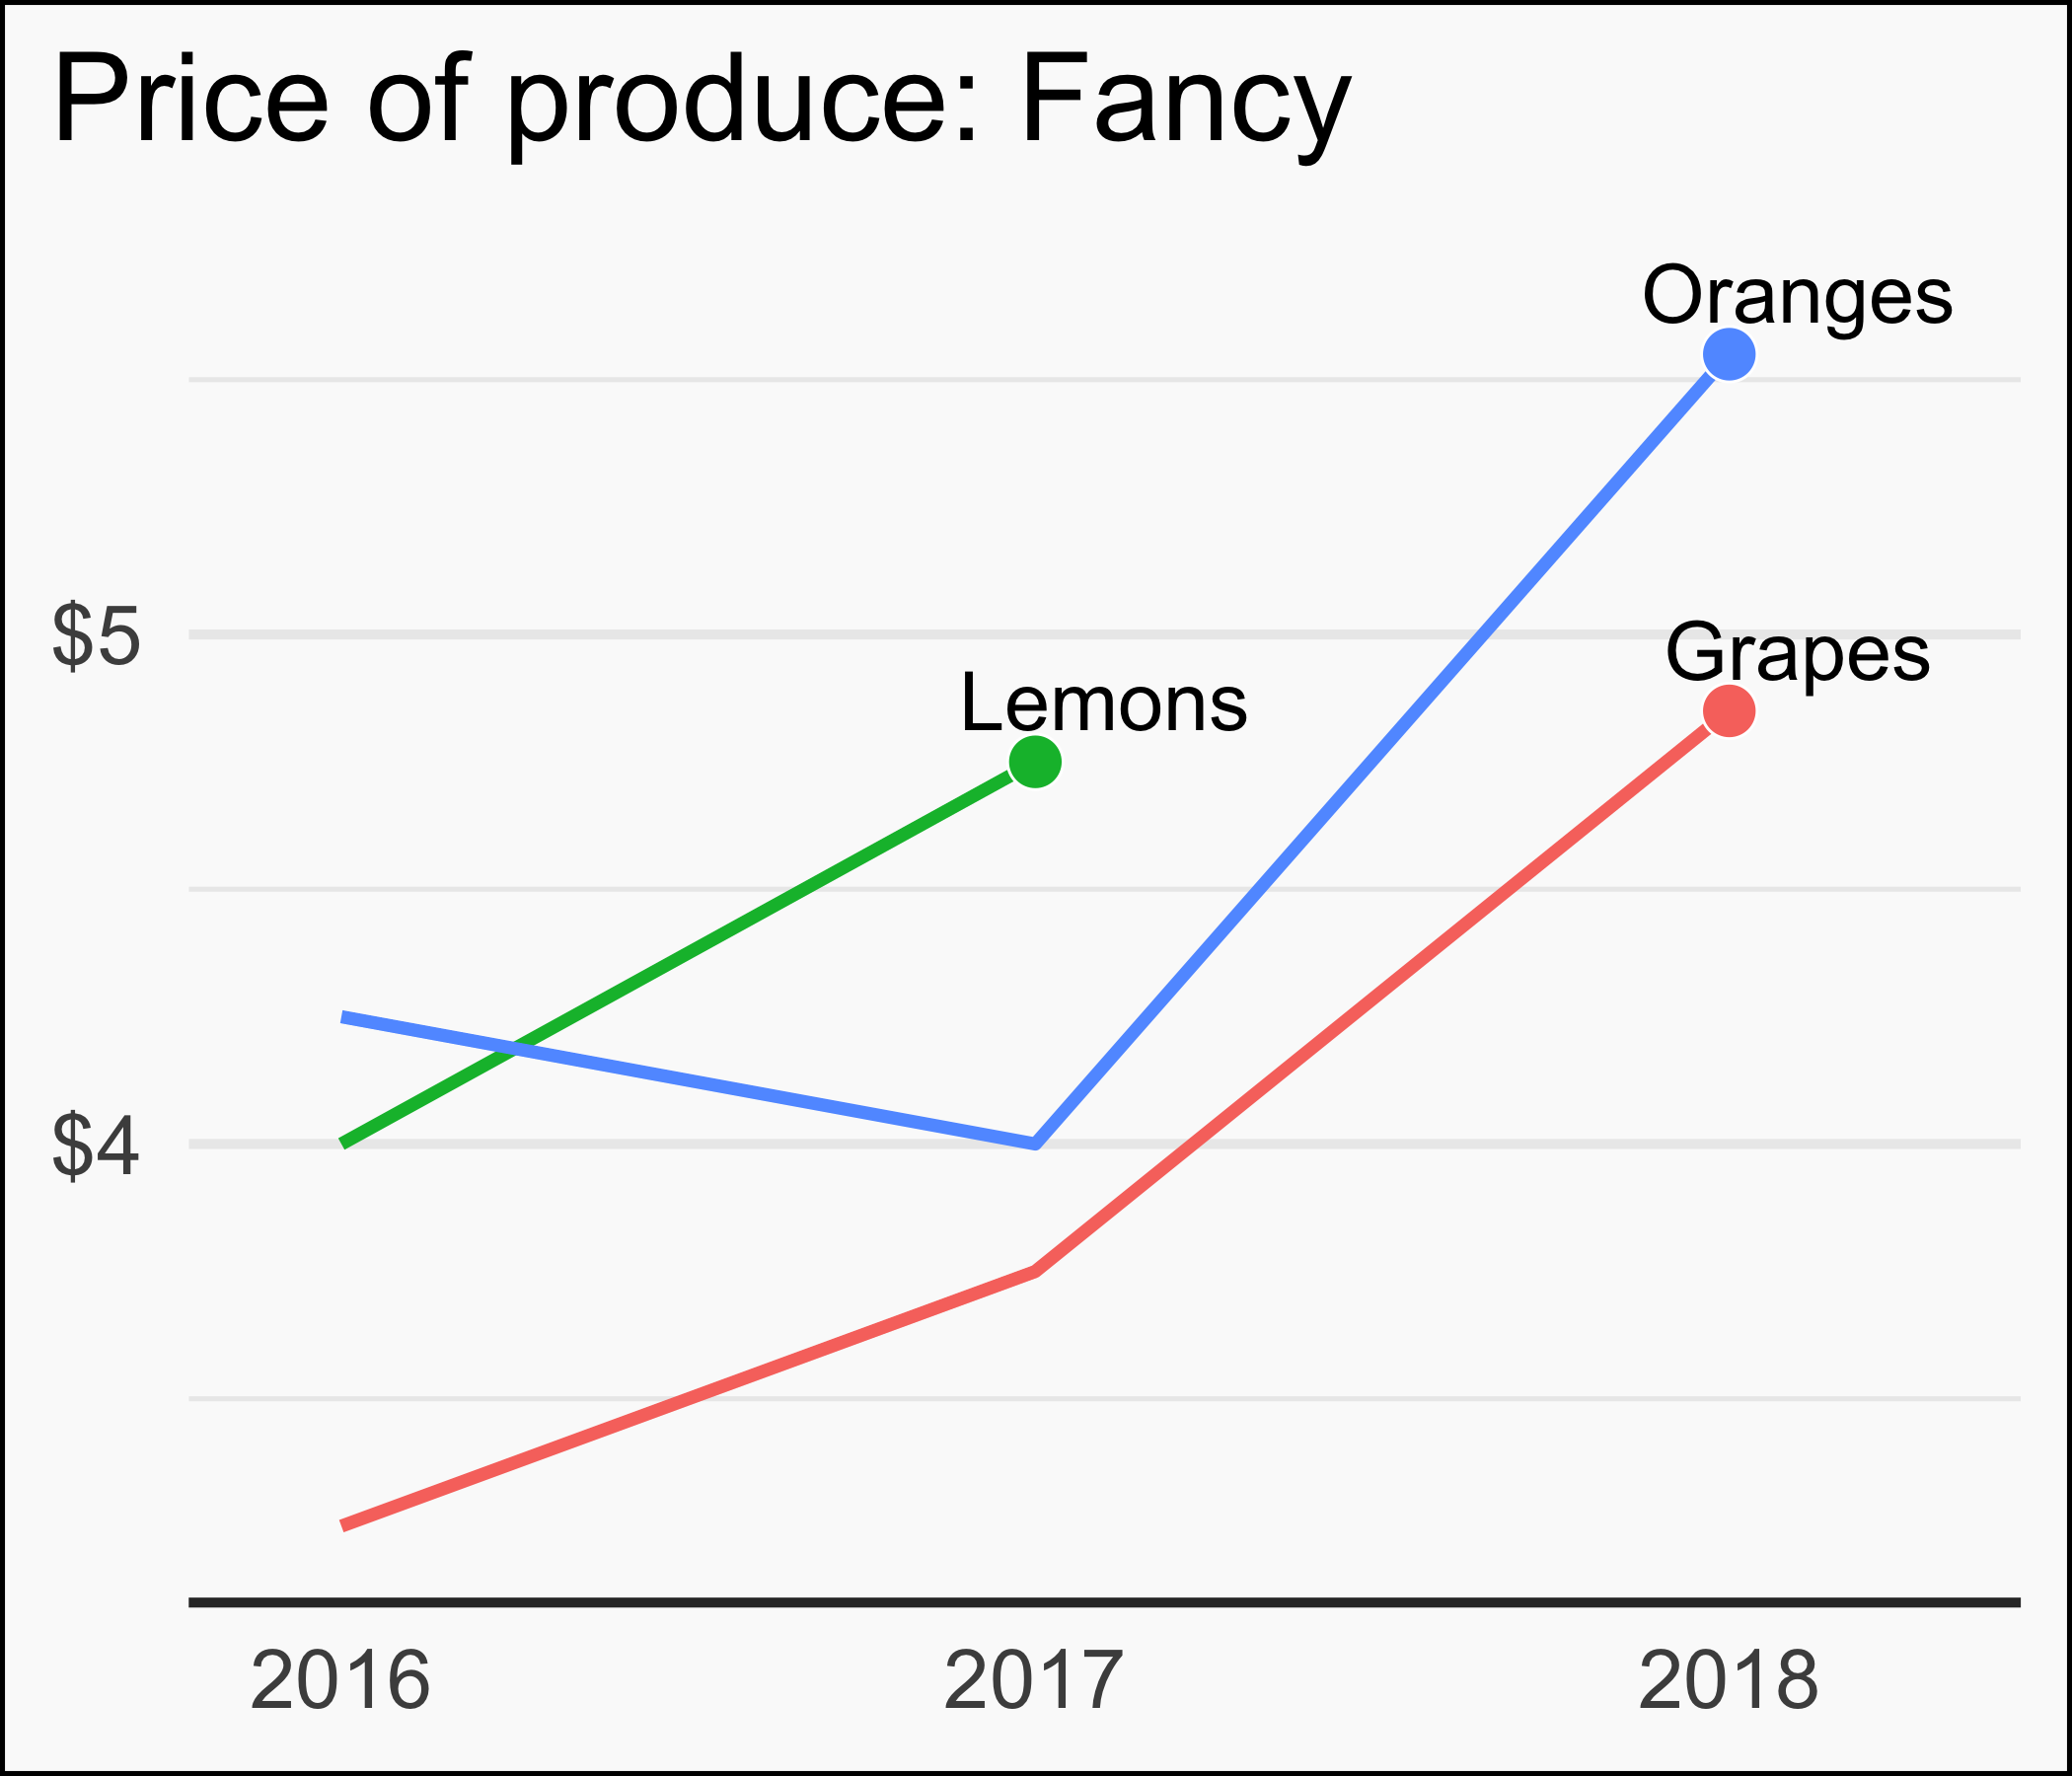 Price of produce: Fancy
Oranges
$5
Grapes
Lemons
$4
2016 2017 2018